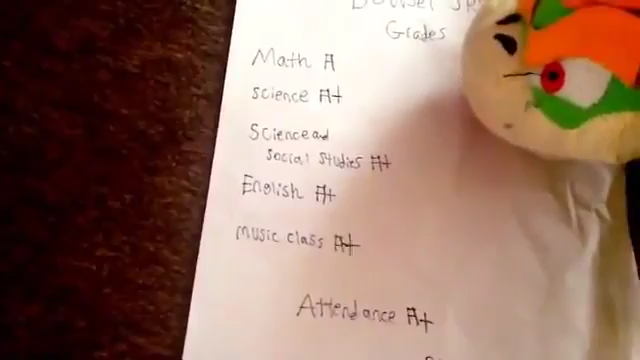 Grades
Math A
science A+
Science and
social studies A+
English A+
music class A+
Attendance A+